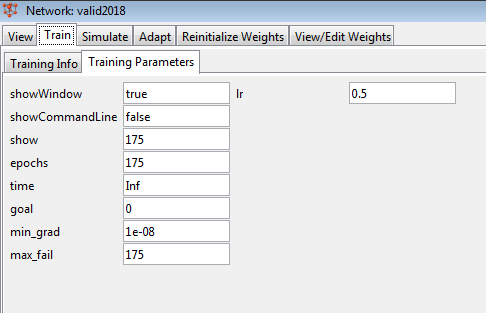 Network: valid2018
View Train Simulate Adapt Reinitialize Weights View/Edit Weights
Training Info Training Parameters
showWindow true lr 0.5
showCommandLine false
show 175
epochs 175
time Inf
goal 0
min_grad 1e-08
max_fail 175